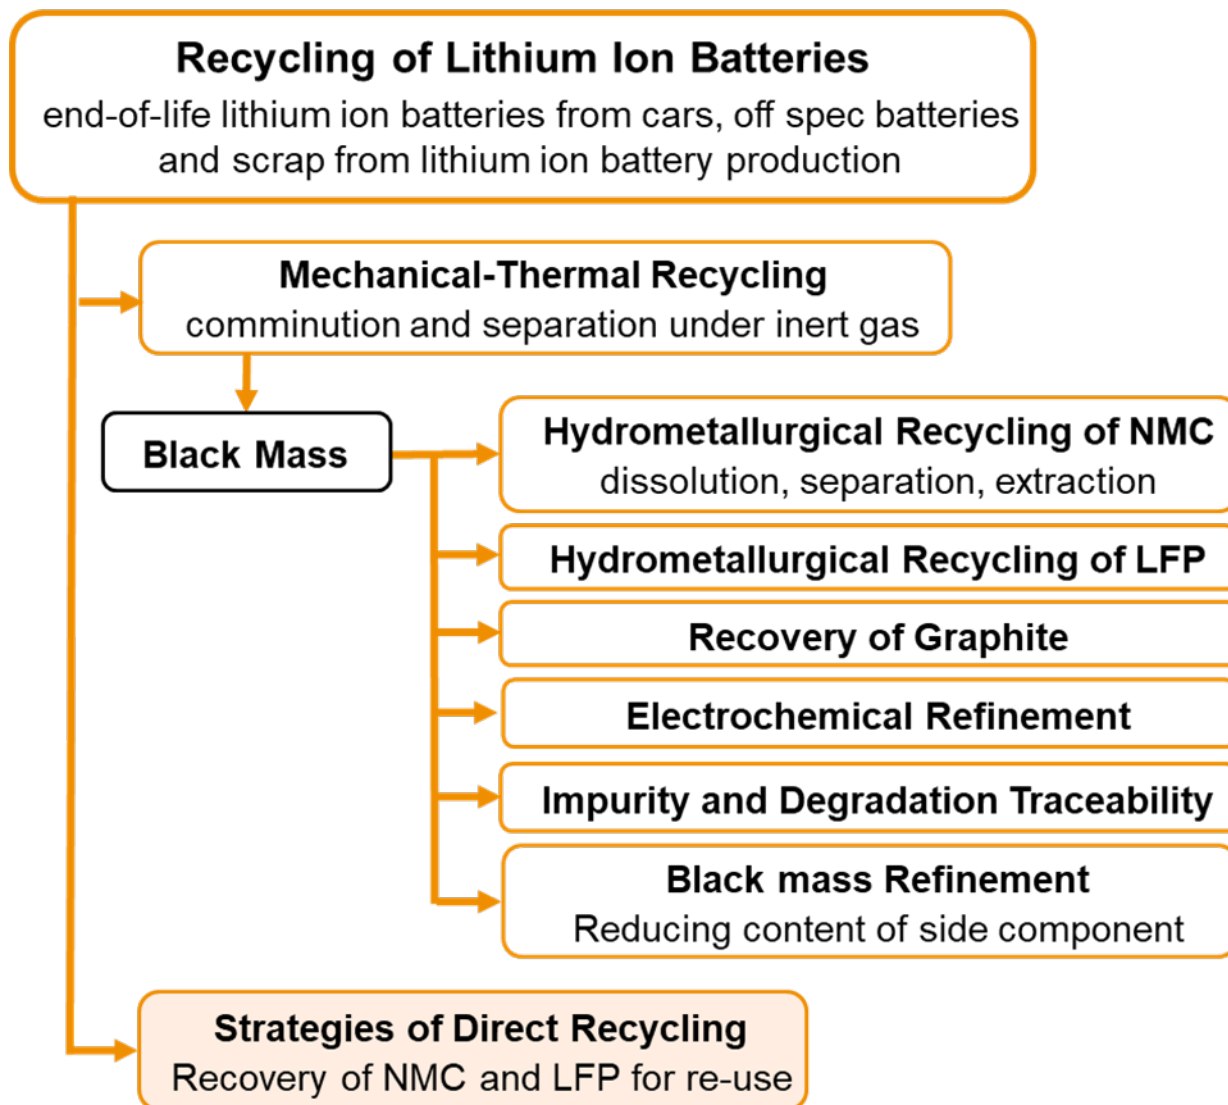 Recycling of Lithium Ion Batteries
end-of-life lithium ion batteries from cars, off spec batteries
and scrap from lithium ion battery production
Mechanical-Thermal Recycling
comminution and separation under inert gas
Black Mass
Hydrometallurgical Recycling of NMC
dissolution, separation, extraction
Hydrometallurgical Recycling of LFP
Recovery of Graphite
Electrochemical Refinement
Impurity and Degradation Traceability
Black mass Refinement
Reducing content of side component
Strategies of Direct Recycling
Recovery of NMC and LFP for re-use